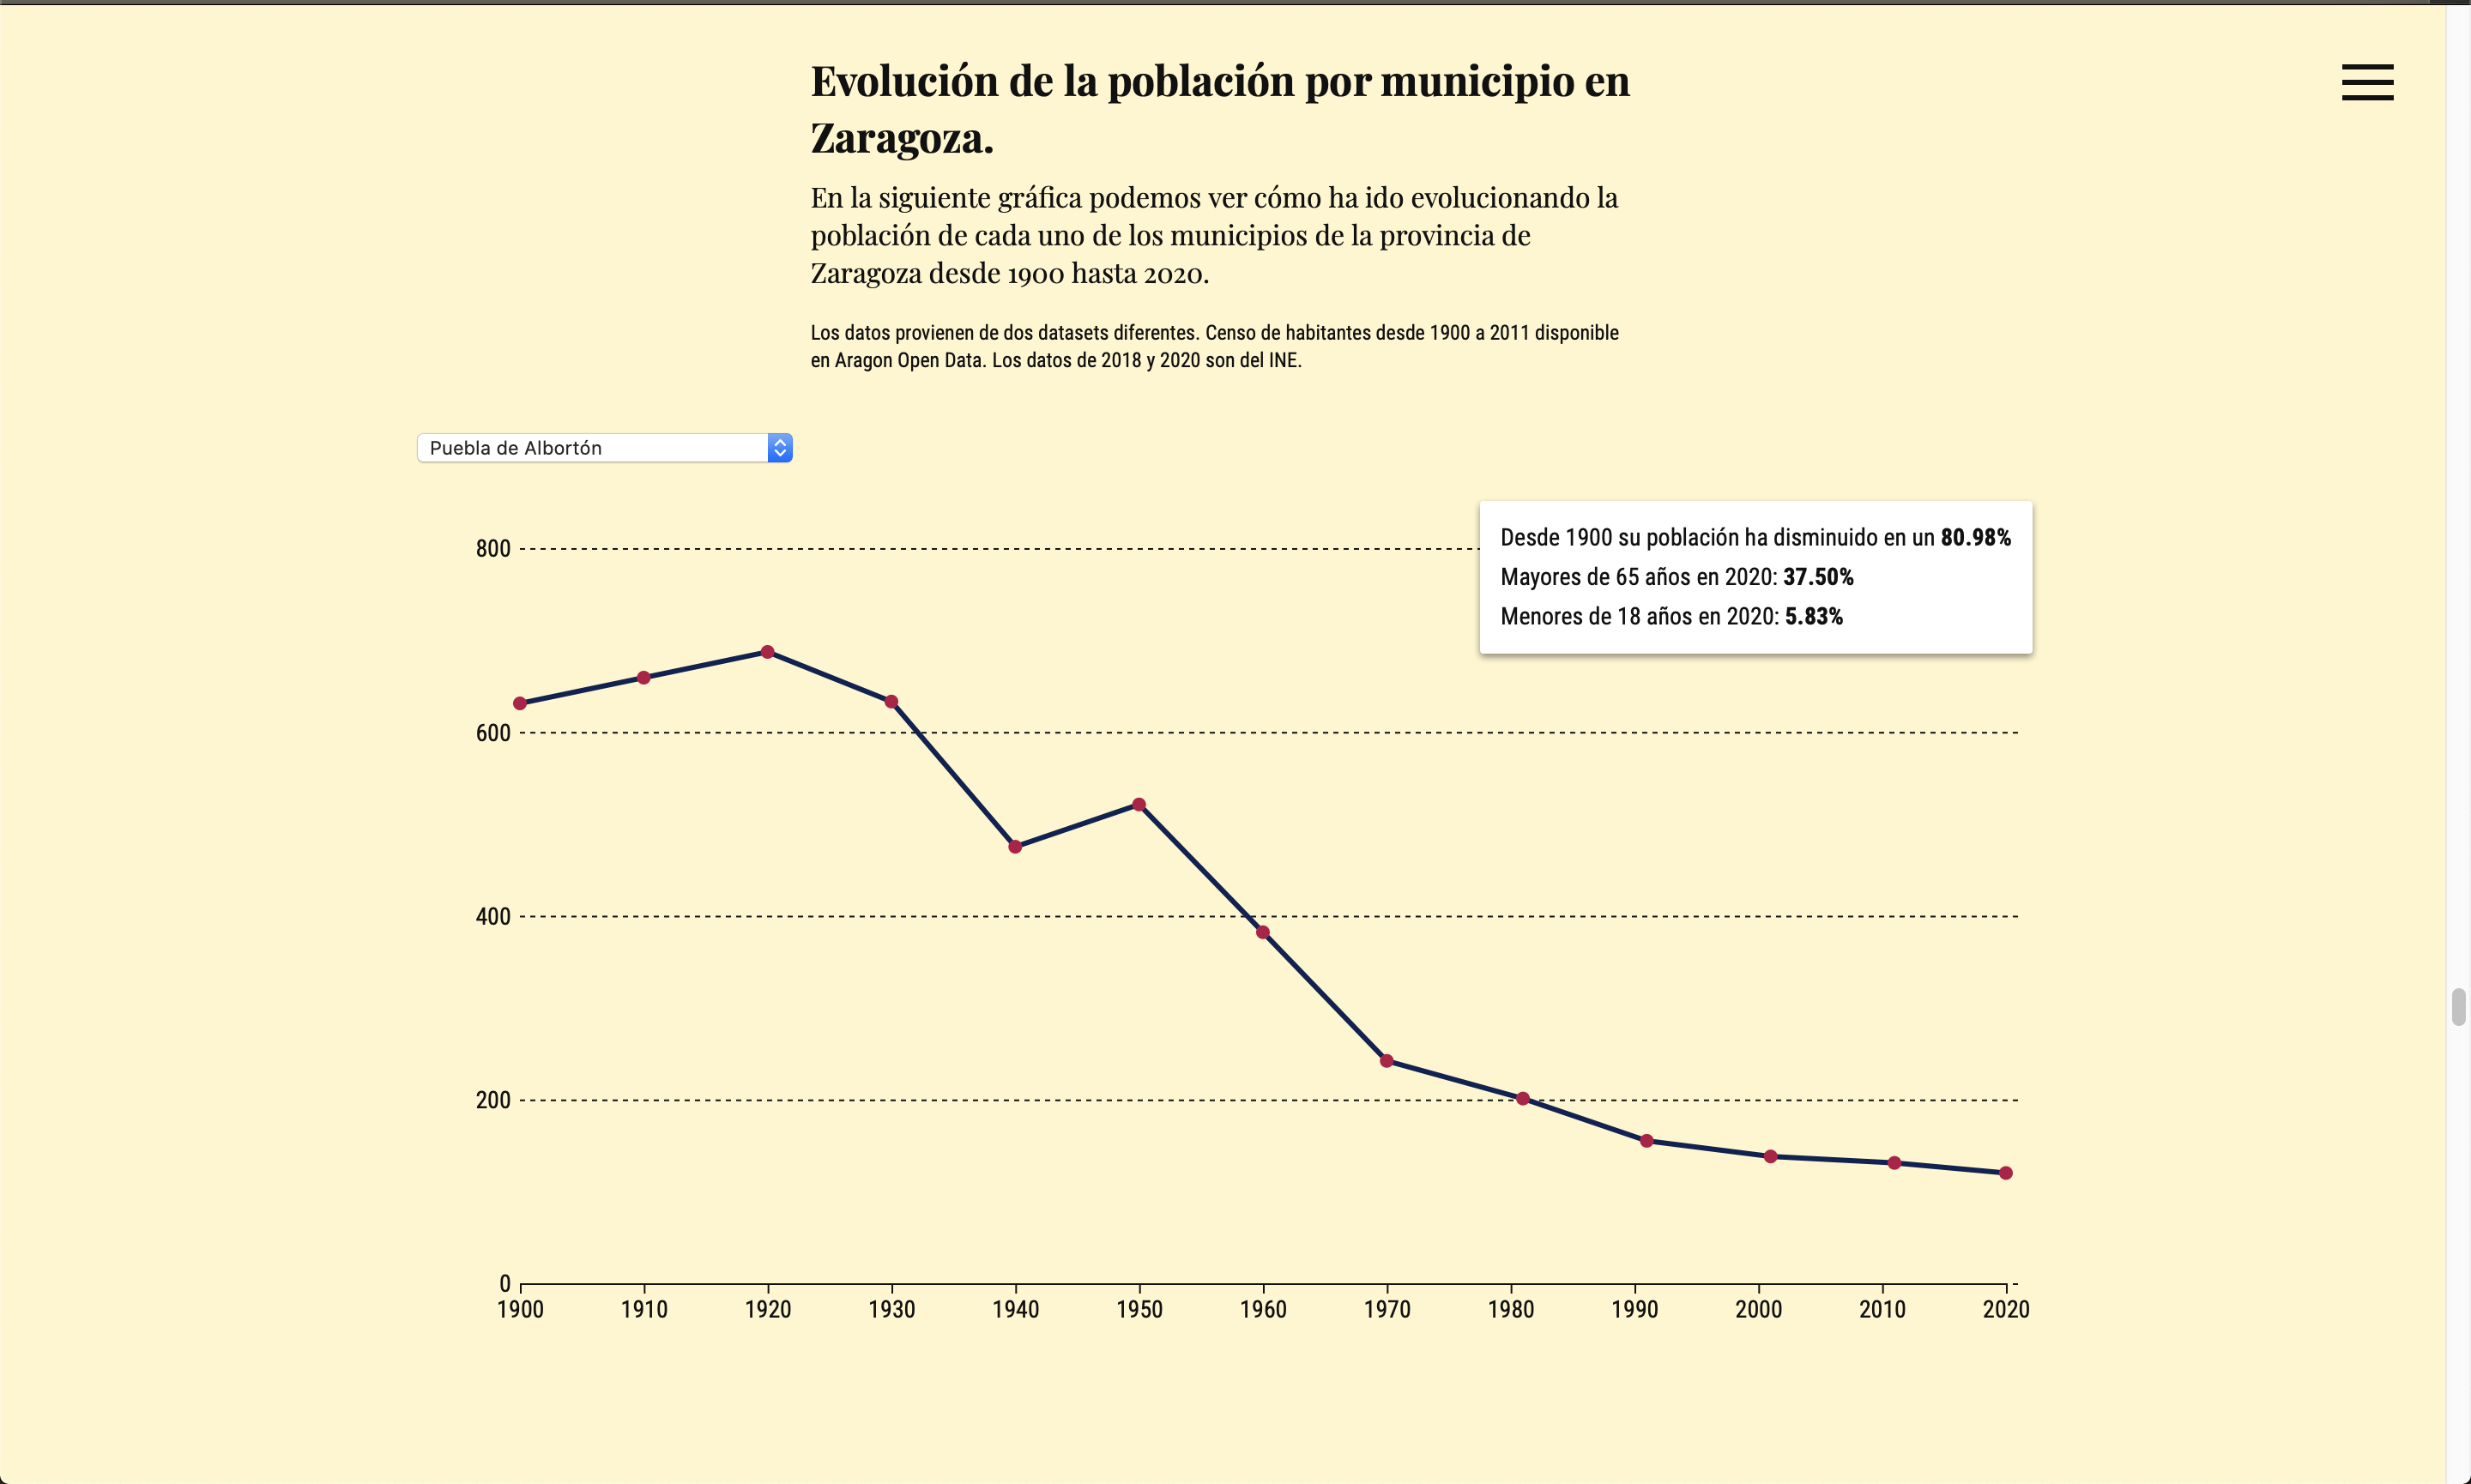 Evolución de la población por municipio en
Zaragoza.
En la siguiente gráfica podemos ver cómo ha ido evolucionando la
población de cada uno de los municipios de la provincia de
Zaragoza desde 1900 hasta 2020.
Los datos provienen de dos datasets diferentes. Censo de habitantes desde 1900 a 2011 disponible
en Aragon Open Data. Los datos de 2018 y 2020 son del INE.
Puebla de Albortón
Desde 1900 su población ha disminuido en un 80.98%
Mayores de 65 años en 2020: 37.50%
Menores de 18 años en 2020: 5.83%
800
600
400
200
0
1900 1910 1920 1930 1940 1950 1960 1970 1980 1990 2000 2010 2020